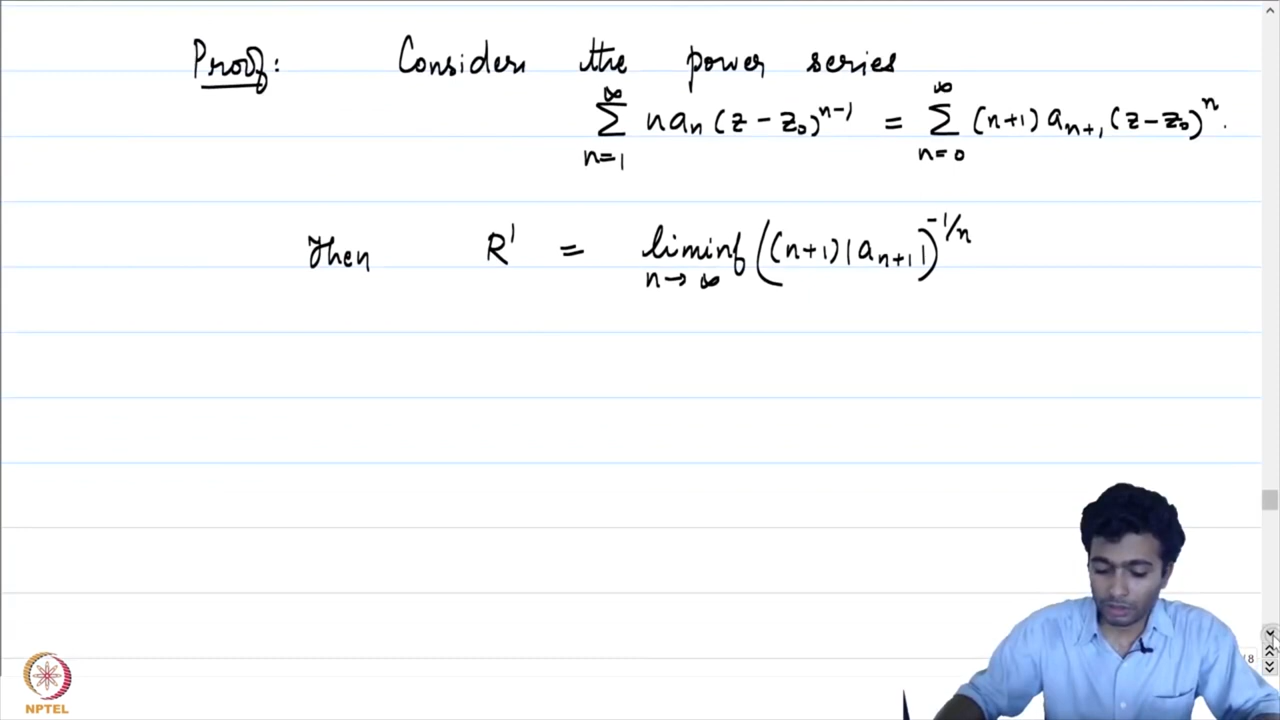 Proof: Consider the power series
∑_{n=1}^{∞} n a_n (z - z_0)^{n-1} = ∑_{n=0}^{∞} (n+1) a_{n+1} (z - z_0)^n.
Then R' = liminf_{n→∞} ((n+1)|a_{n+1}|)^{-1/n}
/8
NPTEL